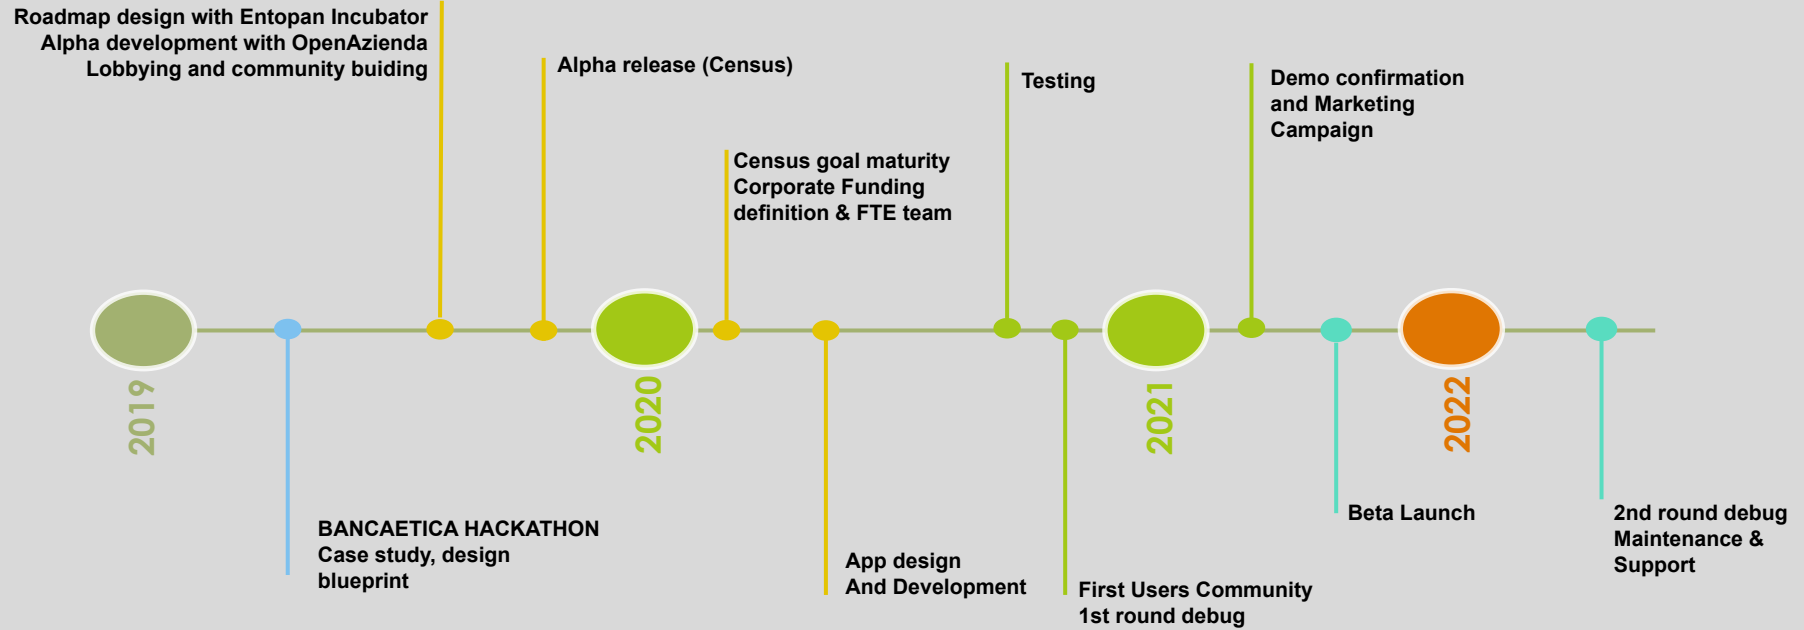 Roadmap design with Entopan Incubator
Alpha development with OpenAzienda
Lobbying and community buiding
Alpha release (Census)
Census goal maturity
Corporate Funding
definition & FTE team
Testing
Demo confirmation
and Marketing
Campaign
2019
2020
2021
2022
BANCAETICA HACKATHON
Case study, design
blueprint
App design
And Development
First Users Community
1st round debug
Beta Launch
2nd round debug
Maintenance &
Support